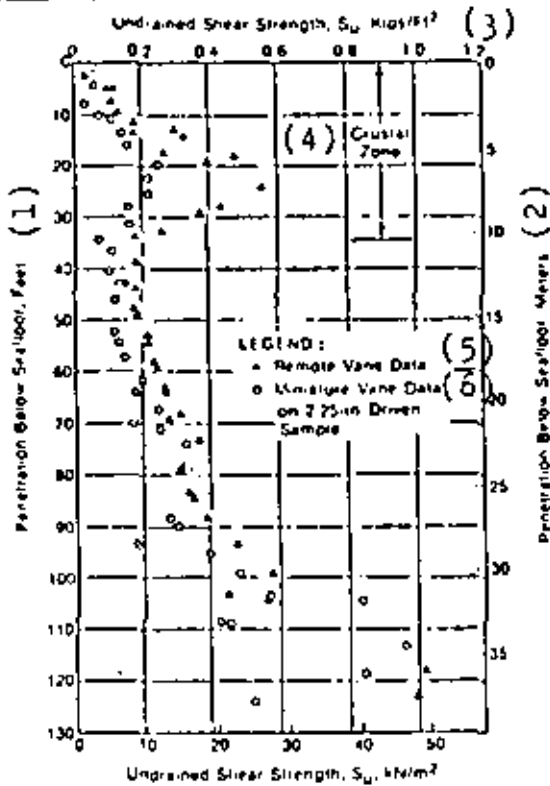 Undrained Shear Strength, Su, Kips/Ft² (3)
0 0.2 0.4 0.6 0.8 1.0 1.2
0
10
20
30
40
50
60
70
80
90
100
110
120
130
(1)
Penetration Below Seafloor, Feet
(4) Crustal
Zone
LEGEND: (5)
▲ Remote Vane Data
o Miniature Vane Data (6)
on 2.25-in Driven
Sample
0
5
10
15
20
25
30
35
(2)
Penetration Below Seafloor Meters
0 10 20 30 40 50
Undrained Shear Strength, Su, kN/m²